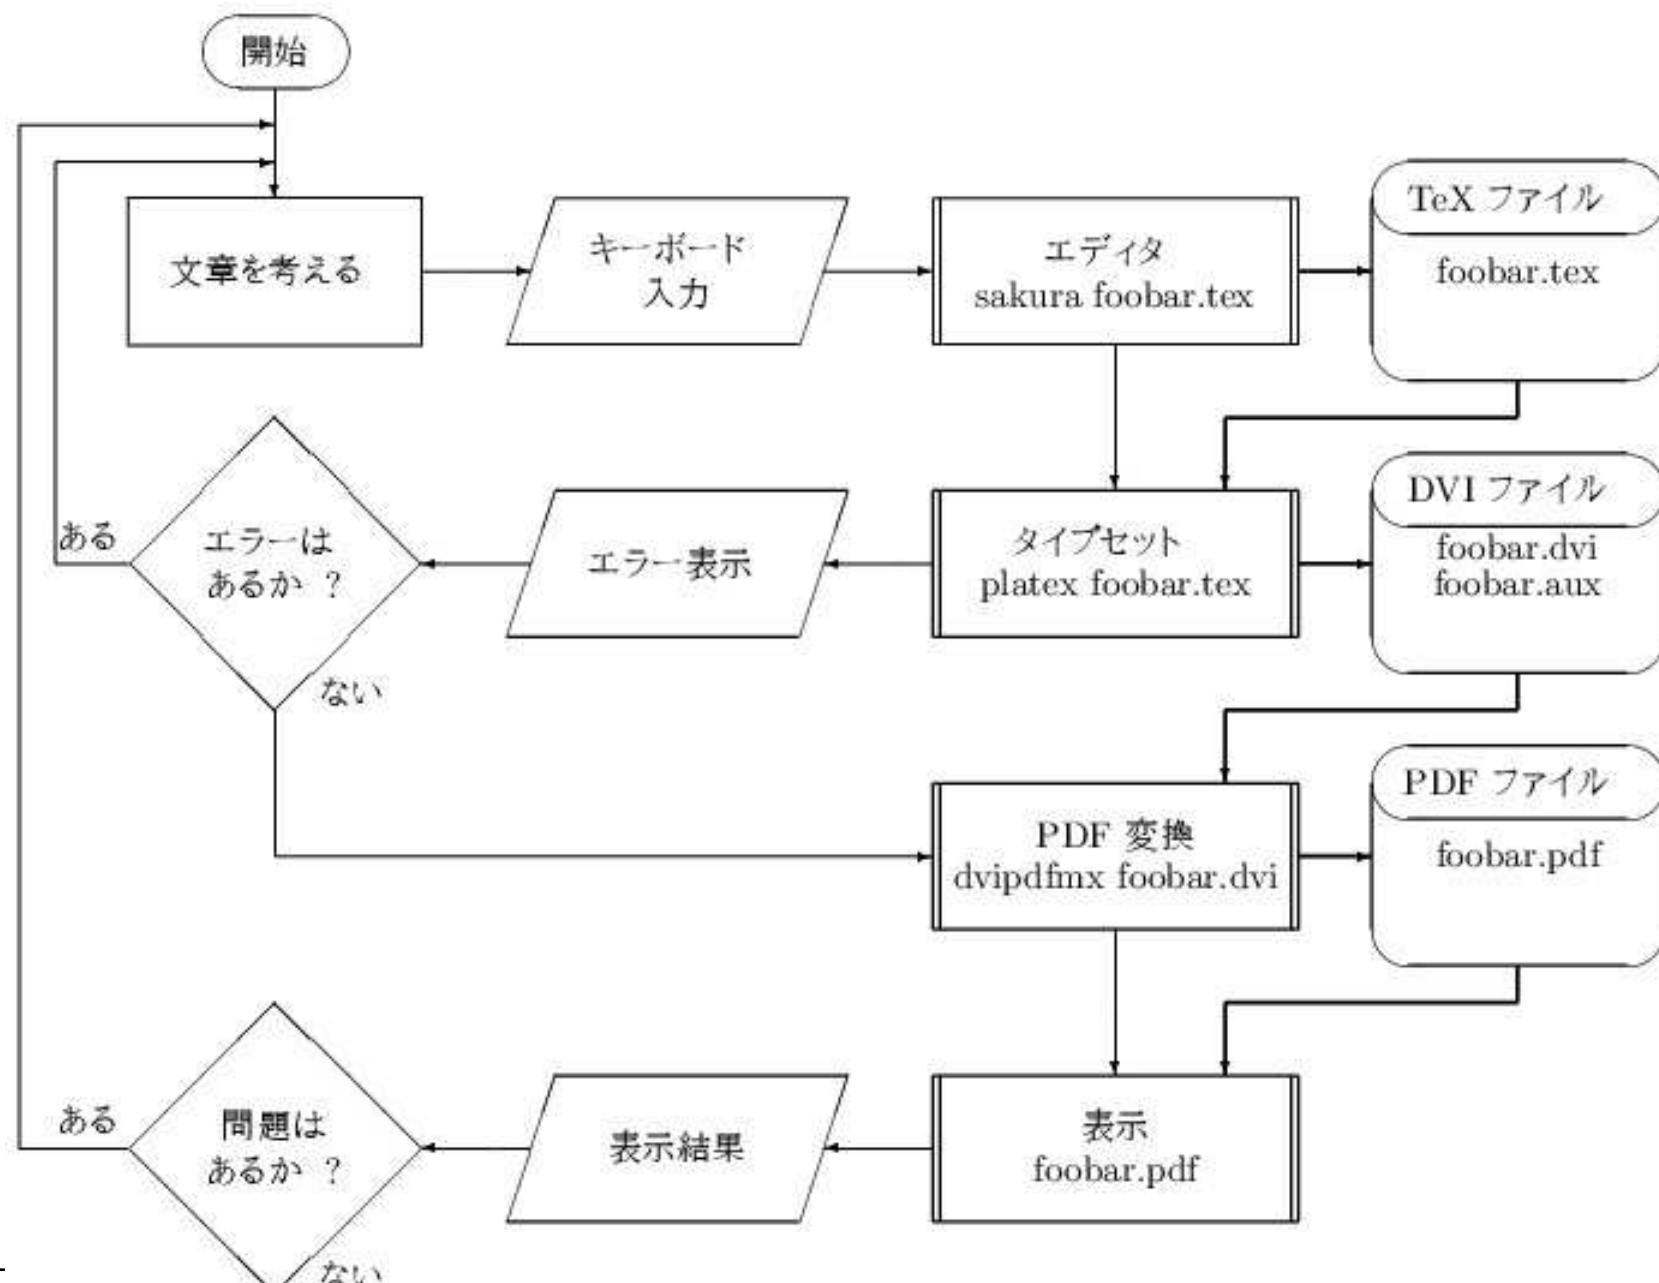 開始
文章を考える
キーボード
入力
エディタ
sakura foobar.tex
TeX ファイル
foobar.tex
ある
エラーは
あるか ?
ない
エラー表示
タイプセット
platex foobar.tex
DVI ファイル
foobar.dvi
foobar.aux
PDF 変換
dvipdfmx foobar.dvi
PDF ファイル
foobar.pdf
ある
問題は
あるか ?
ない
表示結果
表示
foobar.pdf